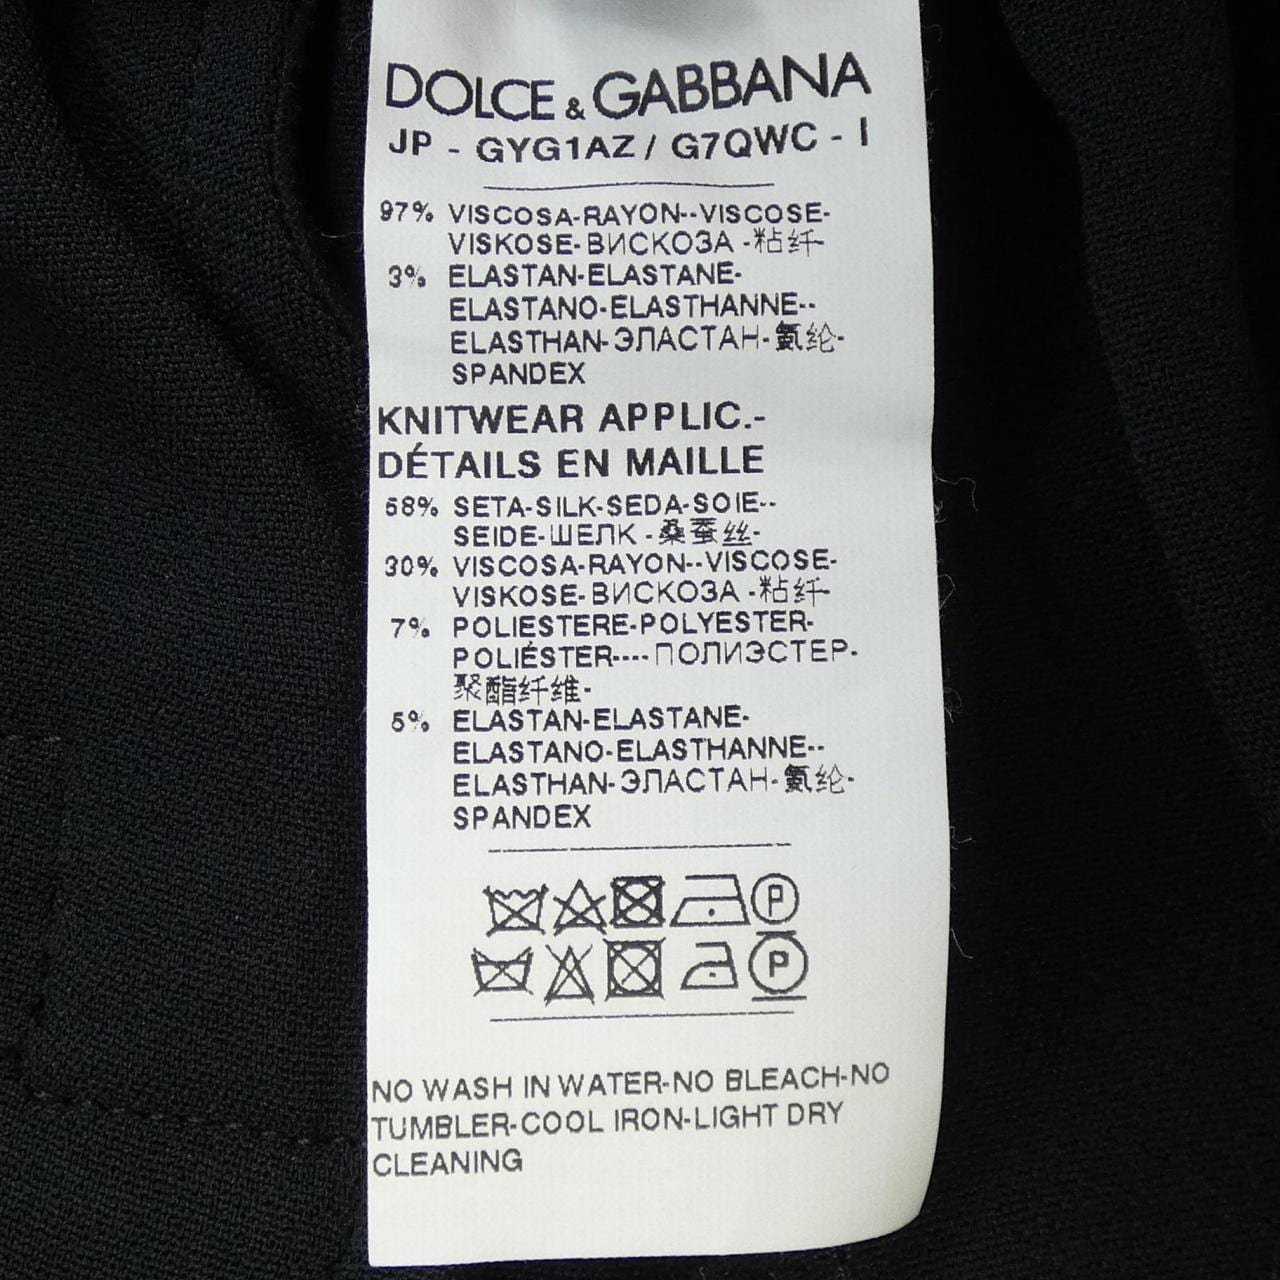 DOLCE & GABBANA
JP - GYG1AZ / G7QWC - I
97% VISCOSA-RAYON--VISCOSE-
VISKOSE-ВИСКОЗА -粘纤-
3% ELASTAN-ELASTANE-
ELASTANO-ELASTHANNE--
ELASTHAN-ЭЛАСТАН-氨纶-
SPANDEX
KNITWEAR APPLIC.-
DÉTAILS EN MAILLE
58% SETA-SILK-SEDA-SOIE--
SEIDE-ШЕЛК -桑蚕丝-
30% VISCOSA-RAYON--VISCOSE-
VISKOSE-ВИСКОЗА -粘纤-
7% POLIESTERE-POLYESTER-
POLIÉSTER----ПОЛИЭСТЕР-
聚酯纤维-
5% ELASTAN-ELASTANE-
ELASTANO-ELASTHANNE--
ELASTHAN-ЭЛАСТАН-氨纶-
SPANDEX
P
P
NO WASH IN WATER-NO BLEACH-NO
TUMBLER-COOL IRON-LIGHT DRY
CLEANING